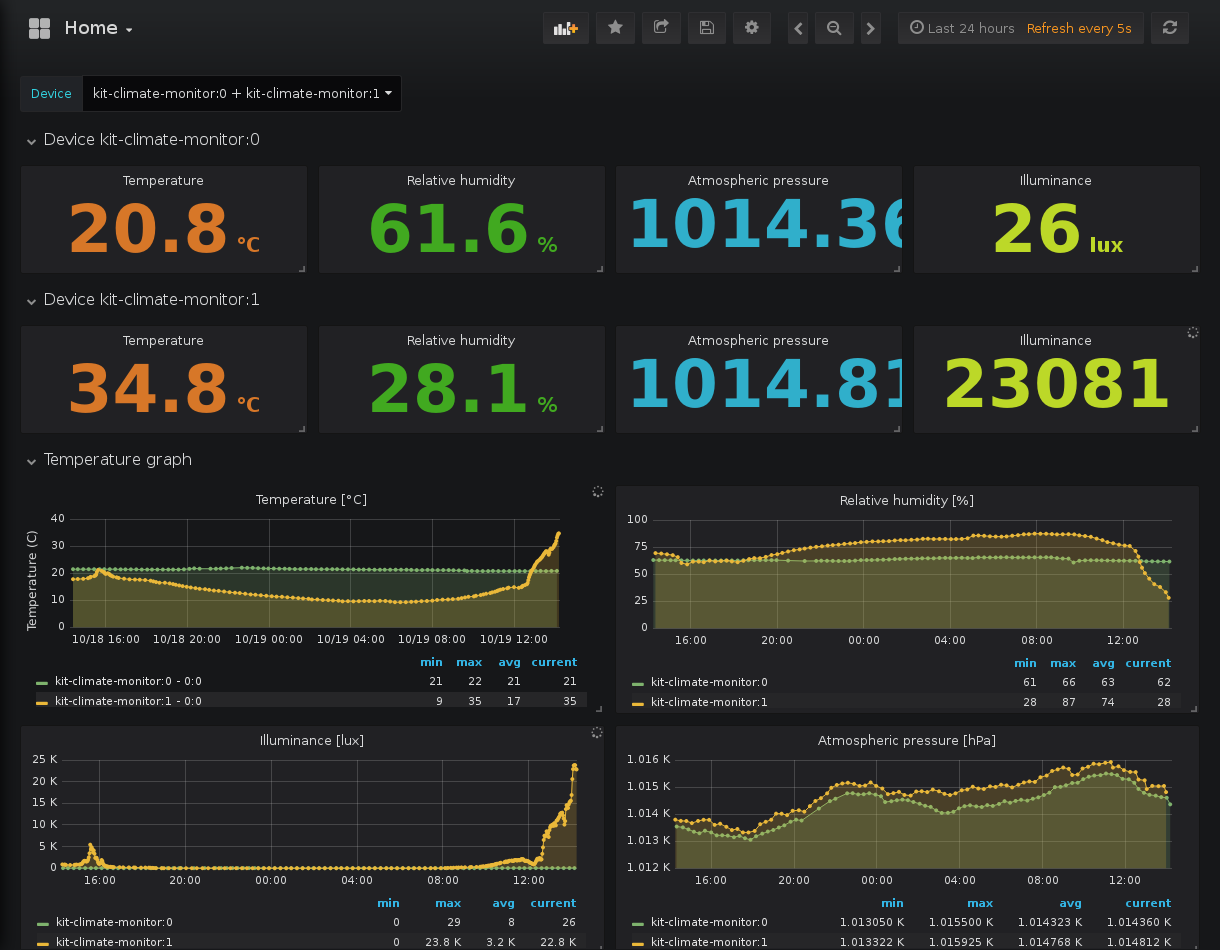 Home
Last 24 hours Refresh every 5s
Device kit-climate-monitor:0 + kit-climate-monitor:1
Device kit-climate-monitor:0
Temperature Relative humidity Atmospheric pressure Illuminance
20.8 °C 61.6 % 1014.36 26 lux
Device kit-climate-monitor:1
Temperature Relative humidity Atmospheric pressure Illuminance
34.8 °C 28.1 % 1014.81 23081
Temperature graph
Temperature [°C]
Temperature (C)
40
30
20
10
0
10/18 16:00 10/18 20:00 10/19 00:00 10/19 04:00 10/19 08:00 10/19 12:00
min max avg current
kit-climate-monitor:0 - 0:0 21 22 21 21
kit-climate-monitor:1 - 0:0 9 35 17 35
Relative humidity [%]
100
75
50
25
0
16:00 20:00 00:00 04:00 08:00 12:00
min max avg current
kit-climate-monitor:0 61 66 63 62
kit-climate-monitor:1 28 87 74 28
Illuminance [lux]
25 K
20 K
15 K
10 K
5 K
0
16:00 20:00 00:00 04:00 08:00 12:00
min max avg current
kit-climate-monitor:0 0 29 8 26
kit-climate-monitor:1 0 23.8 K 3.2 K 22.8 K
Atmospheric pressure [hPa]
1.016 K
1.015 K
1.014 K
1.013 K
1.012 K
16:00 20:00 00:00 04:00 08:00 12:00
min max avg current
kit-climate-monitor:0 1.013050 K 1.015500 K 1.014323 K 1.014360 K
kit-climate-monitor:1 1.013322 K 1.015925 K 1.014768 K 1.014812 K